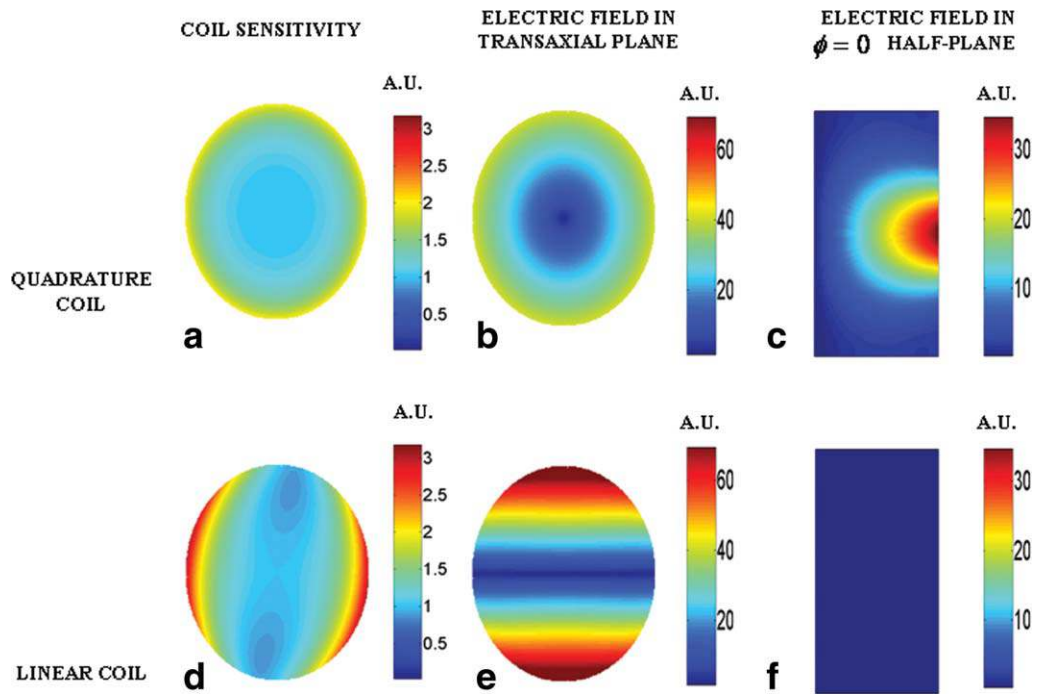 COIL SENSITIVITY
ELECTRIC FIELD IN
TRANSAXIAL PLANE
ELECTRIC FIELD IN
ϕ = 0 HALF-PLANE
QUADRATURE
COIL
A.U.
3
2.5
2
1.5
1
0.5
a
A.U.
60
40
20
b
A.U.
30
20
10
c
LINEAR COIL
A.U.
3
2.5
2
1.5
1
0.5
d
A.U.
60
40
20
e
A.U.
30
20
10
f